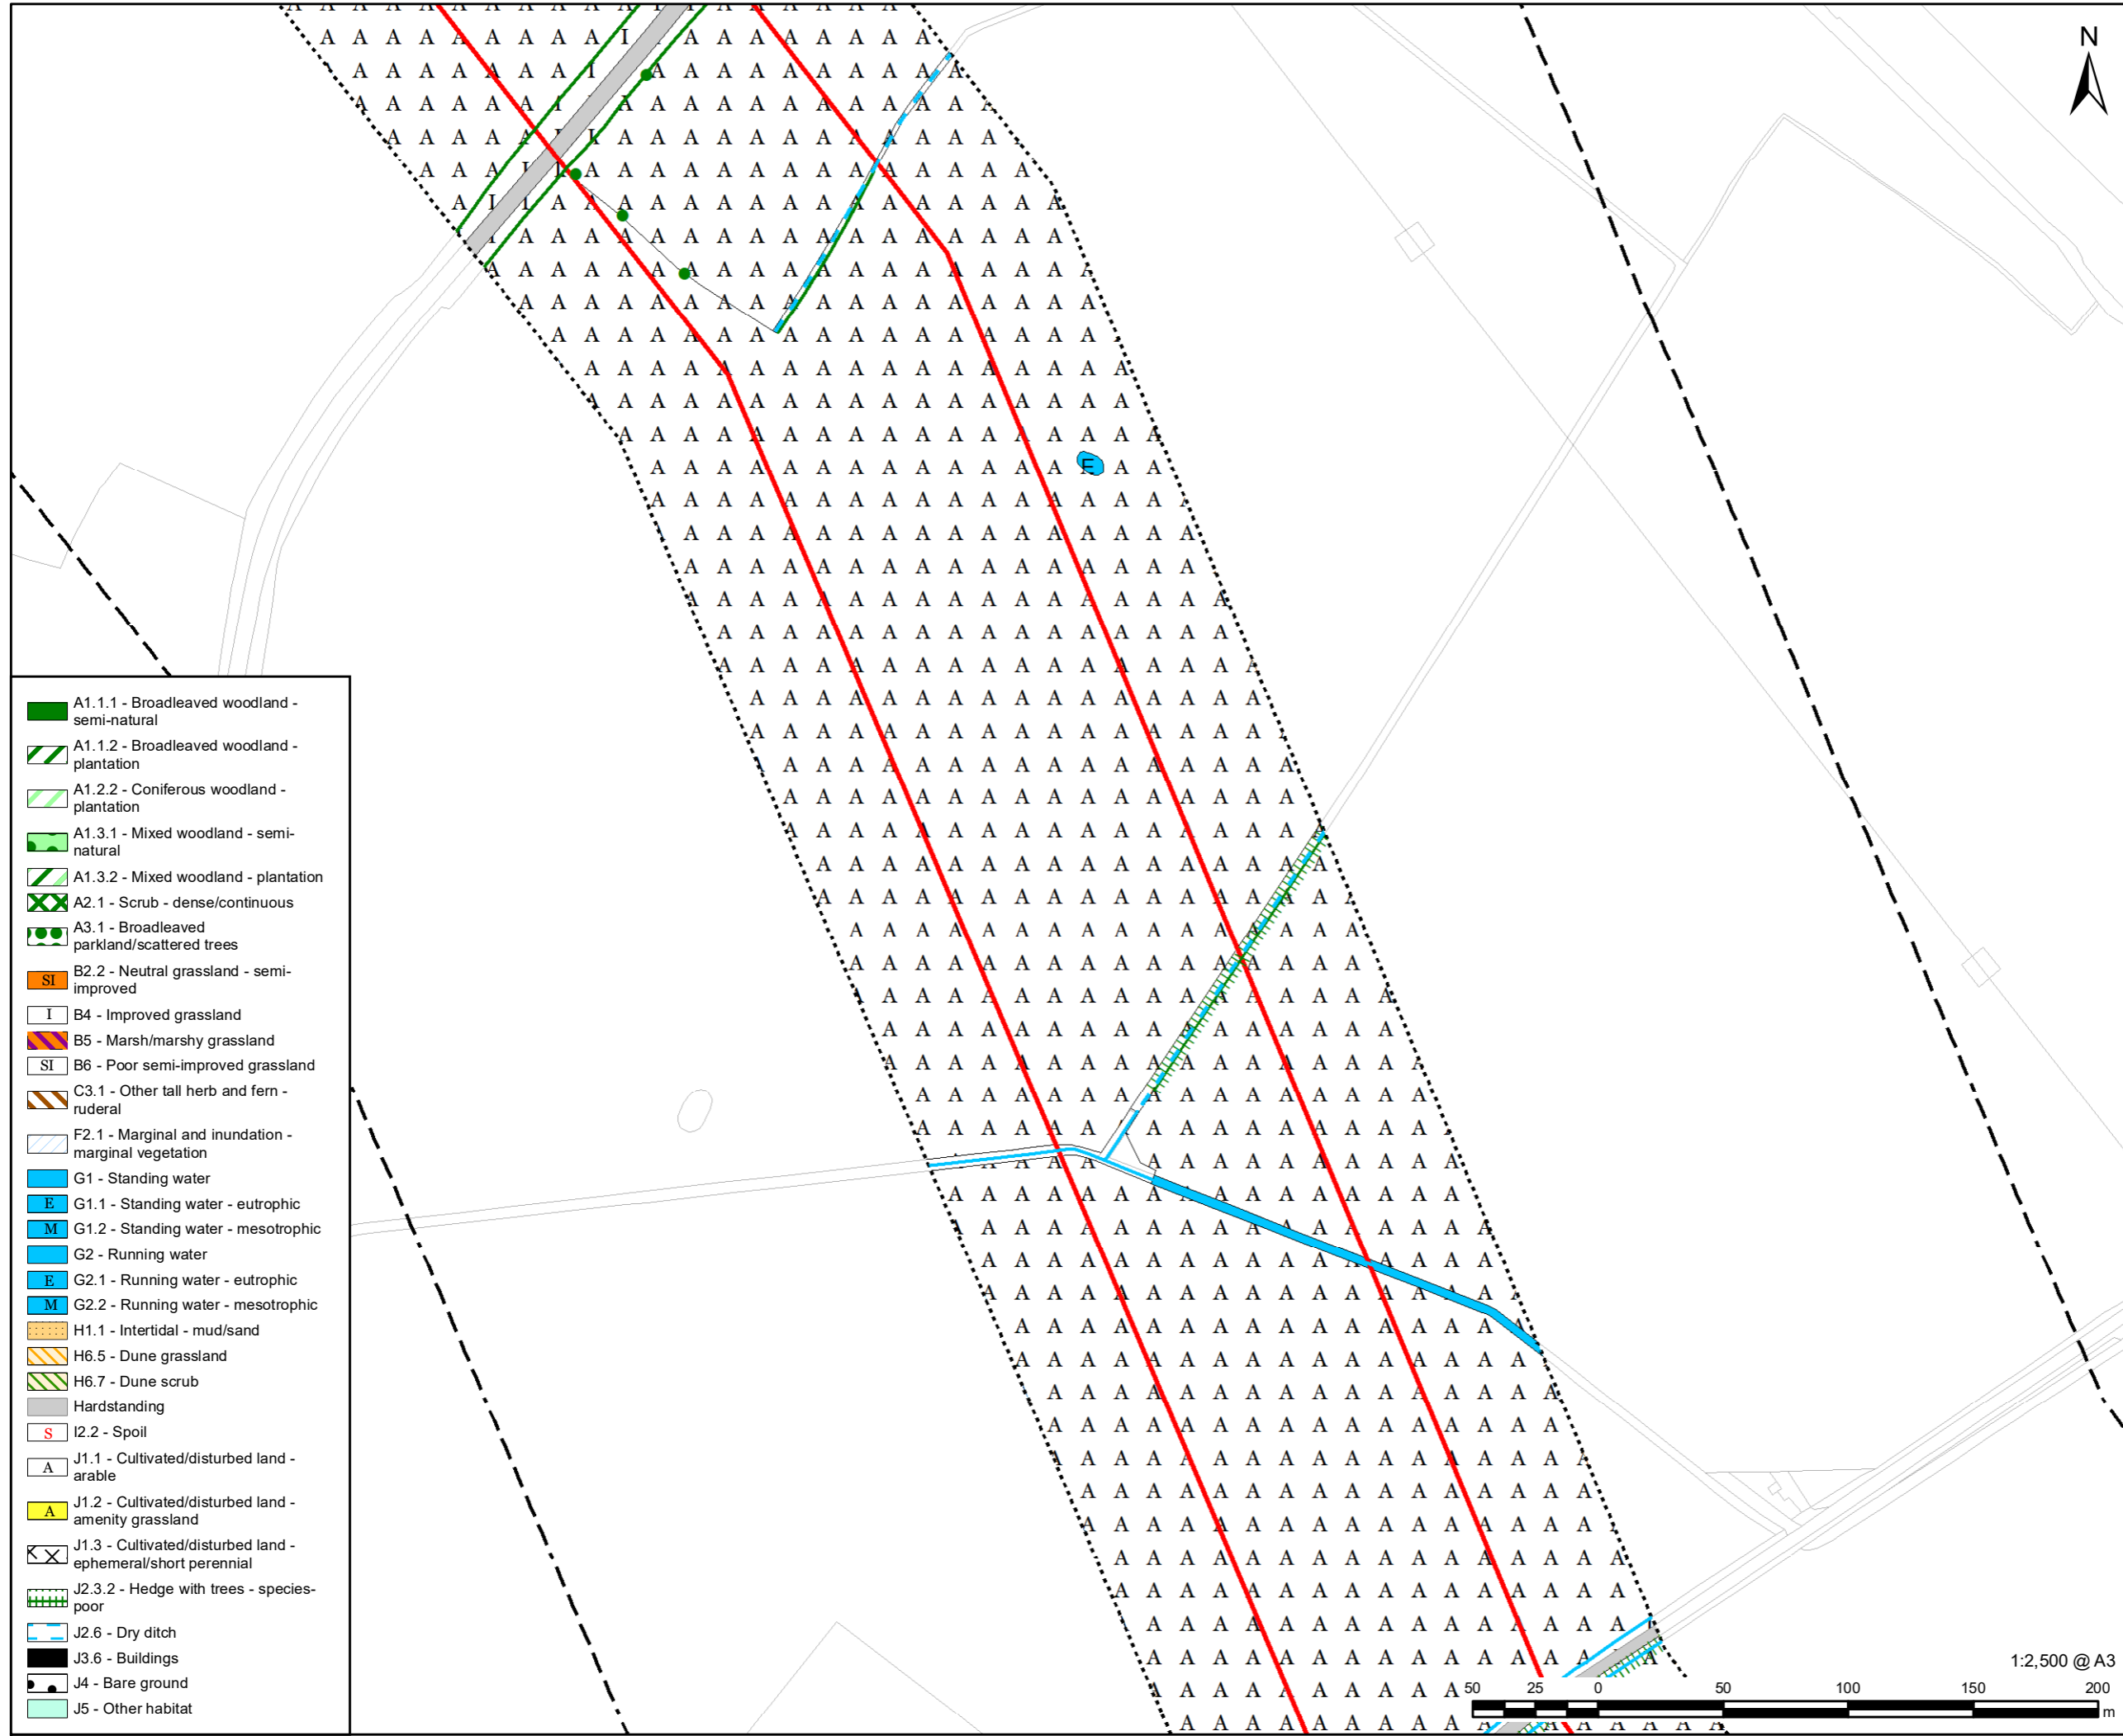 N
A1.1.1 - Broadleaved woodland -
semi-natural
A1.1.2 - Broadleaved woodland -
plantation
A1.2.2 - Coniferous woodland -
plantation
A1.3.1 - Mixed woodland - semi-
natural
A1.3.2 - Mixed woodland - plantation
A2.1 - Scrub - dense/continuous
A3.1 - Broadleaved
parkland/scattered trees
SI B2.2 - Neutral grassland - semi-
improved
I B4 - Improved grassland
B5 - Marsh/marshy grassland
SI B6 - Poor semi-improved grassland
C3.1 - Other tall herb and fern -
ruderal
F2.1 - Marginal and inundation -
marginal vegetation
G1 - Standing water
E G1.1 - Standing water - eutrophic
M G1.2 - Standing water - mesotrophic
G2 - Running water
E G2.1 - Running water - eutrophic
M G2.2 - Running water - mesotrophic
H1.1 - Intertidal - mud/sand
H6.5 - Dune grassland
H6.7 - Dune scrub
Hardstanding
S I2.2 - Spoil
A J1.1 - Cultivated/disturbed land -
arable
A J1.2 - Cultivated/disturbed land -
amenity grassland
J1.3 - Cultivated/disturbed land -
ephemeral/short perennial
J2.3.2 - Hedge with trees - species-
poor
J2.6 - Dry ditch
J3.6 - Buildings
J4 - Bare ground
J5 - Other habitat
E
1:2,500 @ A3
50 25 0 50 100 150 200
m